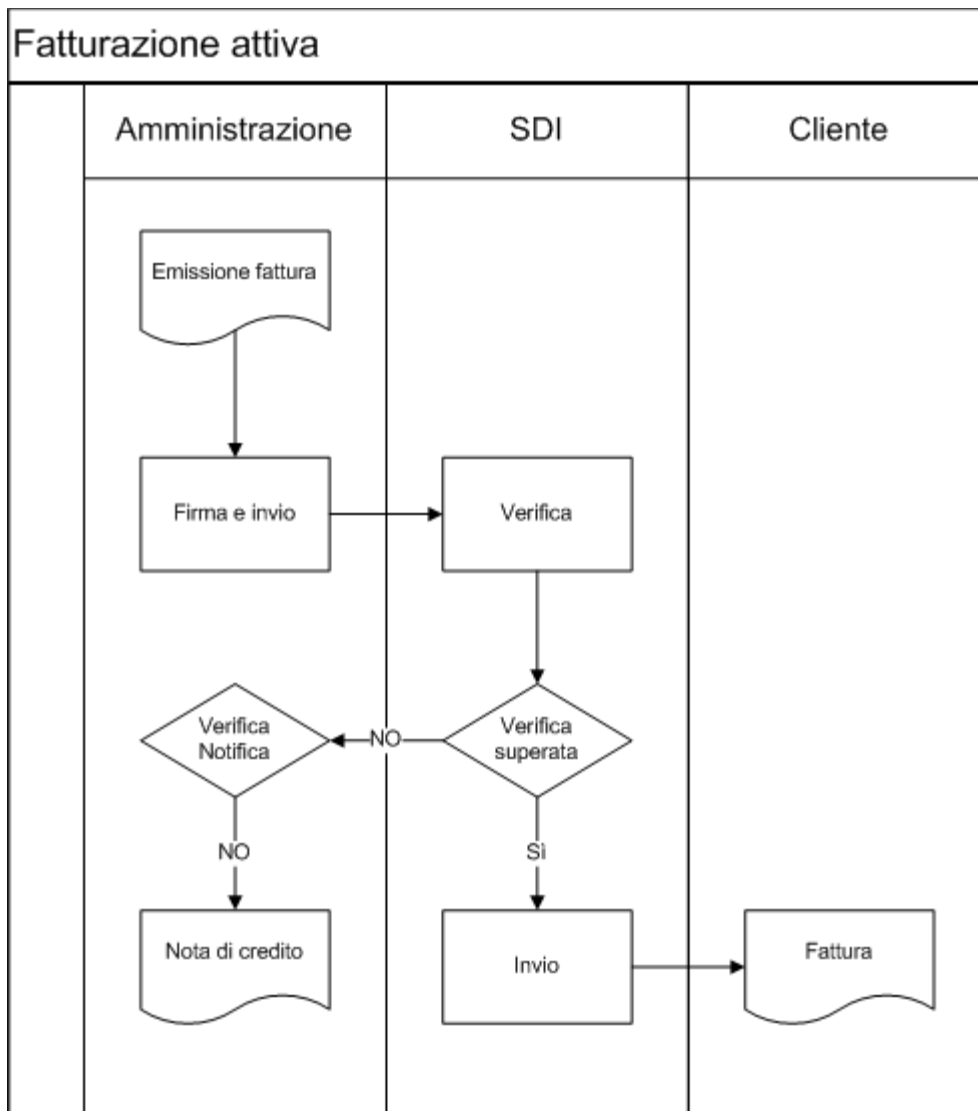 Fatturazione attiva
Amministrazione
SDI
Cliente
Emissione fattura
Firma e invio
Verifica
Verifica
Notifica
NO
Verifica
superata
NO
Sì
Nota di credito
Invio
Fattura